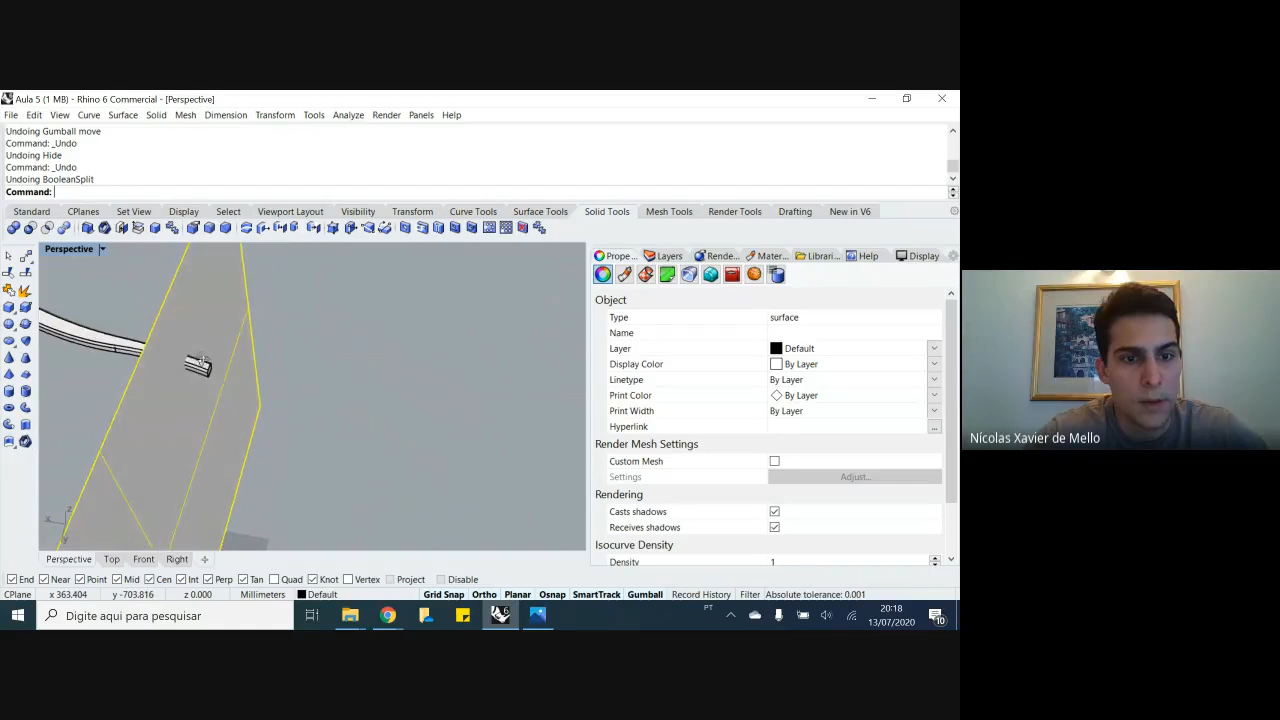 Aula 5 (1 MB) - Rhino 6 Commercial - [Perspective]
File Edit View Curve Surface Solid Mesh Dimension Transform Tools Analyze Render Panels Help
Undoing Gumball move
Command: _Undo
Undoing Hide
Command: _Undo
Undoing BooleanSplit
Command:
Standard CPlanes Set View Display Select Viewport Layout Visibility Transform Curve Tools Surface Tools Solid Tools Mesh Tools Render Tools Drafting New in V6
Perspective
Prope... Layers Rende... Mater... Librari... Help Display
Object
Type surface
Name
Layer Default
Display Color By Layer
Linetype By Layer
Print Color By Layer
Print Width By Layer
Hyperlink ...
Render Mesh Settings
Custom Mesh
Settings Adjust...
Rendering
Casts shadows
Receives shadows
Isocurve Density
Density 1
z
x
y
Perspective Top Front Right
End Near Point Mid Cen Int Perp Tan Quad Knot Vertex Project Disable
CPlane x 363.404 y -703.816 z 0.000 Millimeters Default Grid Snap Ortho Planar Osnap SmartTrack Gumball Record History Filter Absolute tolerance: 0.001
Digite aqui para pesquisar
PT
20:18
13/07/2020
10
Nícolas Xavier de Mello